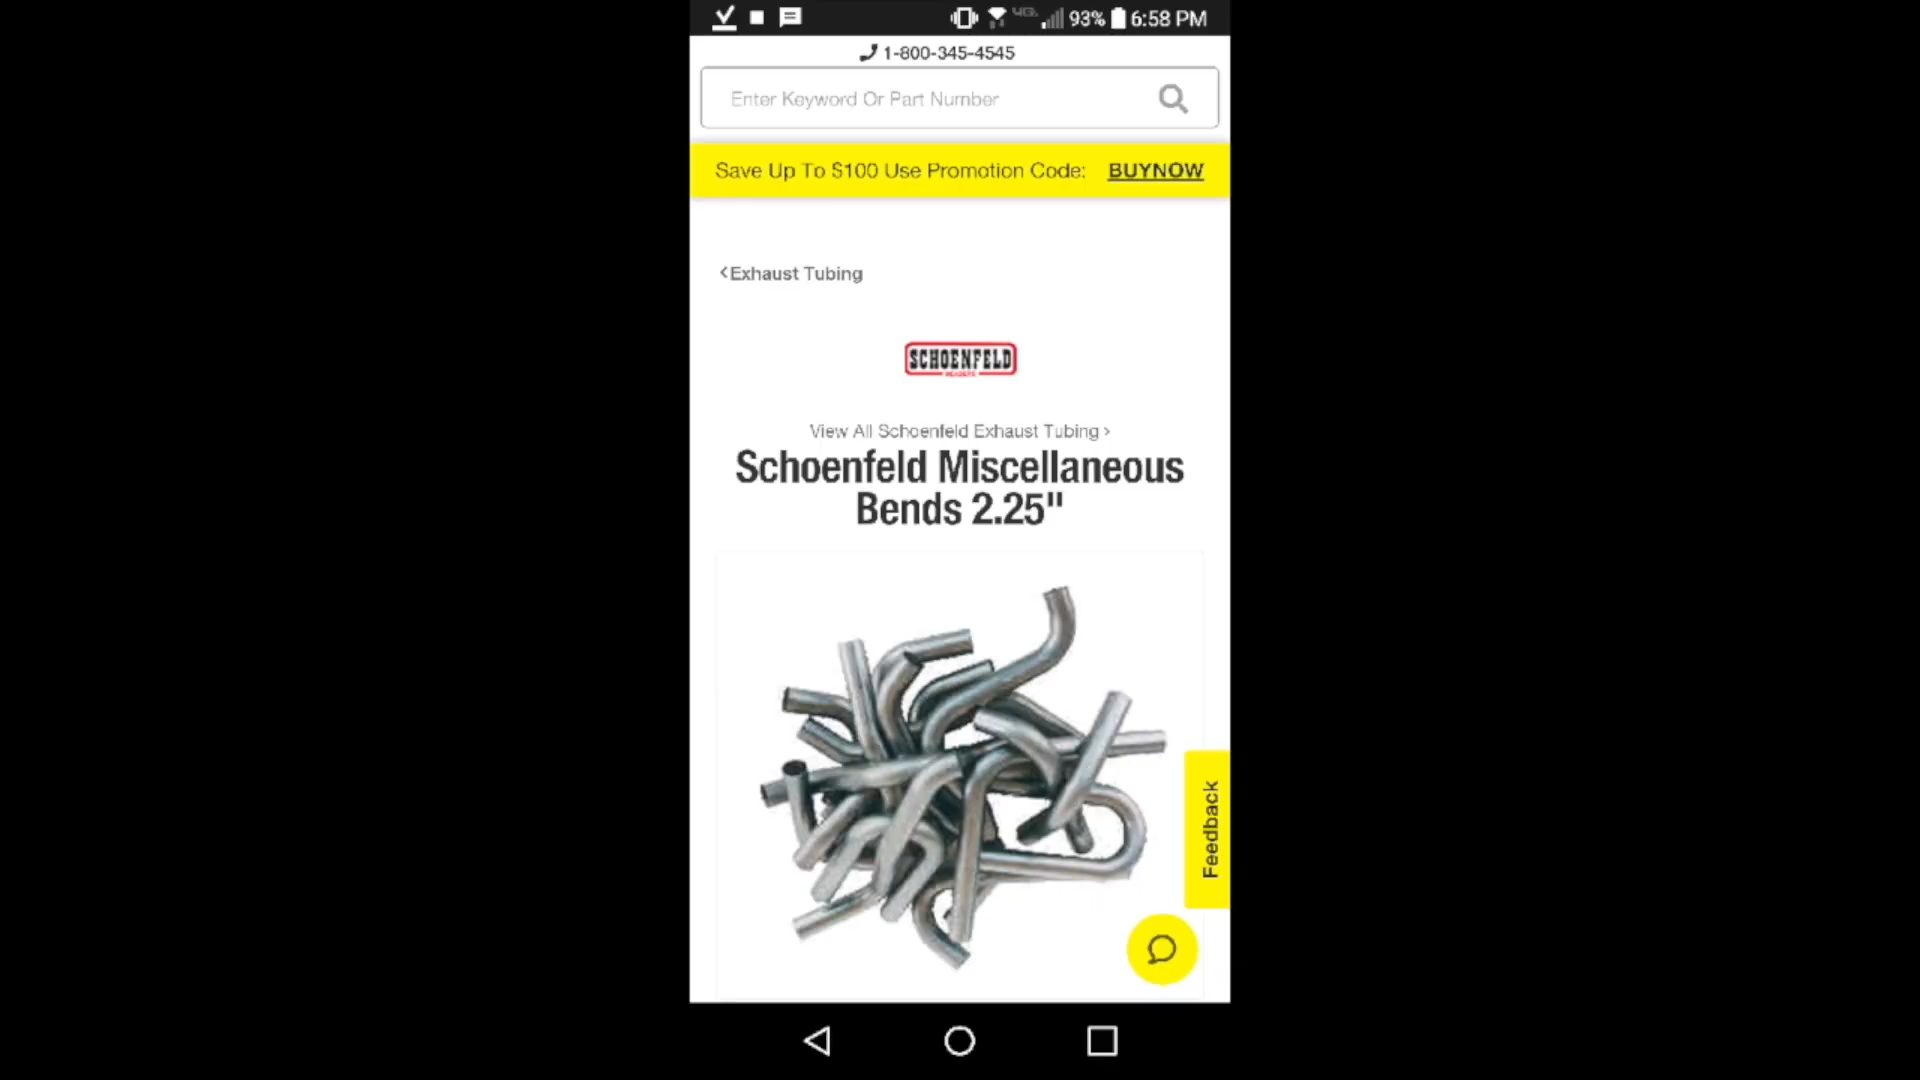 93% 6:58 PM
1-800-345-4545
Enter Keyword Or Part Number
Save Up To $100 Use Promotion Code: BUYNOW
<Exhaust Tubing
SCHOENFELD
HEADERS
View All Schoenfeld Exhaust Tubing >
Schoenfeld Miscellaneous
Bends 2.25"
Feedback